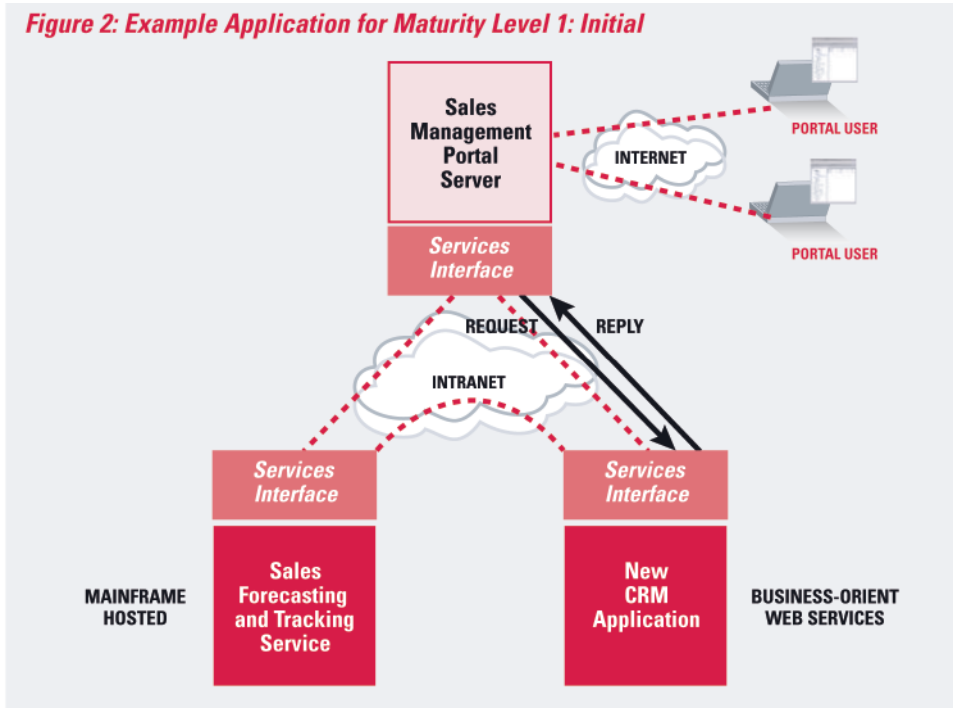 Figure 2: Example Application for Maturity Level 1: Initial
Sales
Management
Portal
Server
INTERNET
PORTAL USER
PORTAL USER
Services
Interface
REQUEST
REPLY
INTRANET
Services
Interface
Services
Interface
MAINFRAME
HOSTED
Sales
Forecasting
and Tracking
Service
New
CRM
Application
BUSINESS-ORIENT
WEB SERVICES